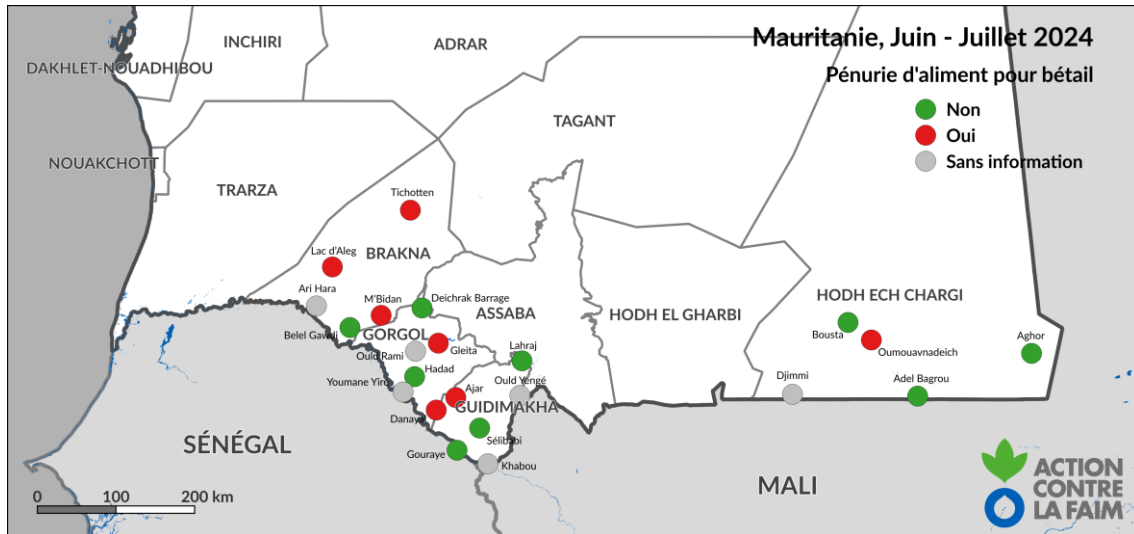 Mauritanie, Juin - Juillet 2024
Pénurie d'aliment pour bétail
Non
Oui
Sans information
INCHIRI
ADRAR
DAKHLET-NOUADHIBOU
TAGANT
NOUAKCHOTT
TRARZA
Tichotten
BRAKNA
Lac d'Aleg
Ari Hara
M'Bidan
Deichrak Barrage
ASSABA
HODH ECH CHARGI
HODH EL GHARBI
Belel Gawdi
GORGOL
Gleita
Lahraj
Bousta
Oumouavnadeich
Aghor
Ould Rami
Hadad
Youmane Yire
Ajar
Ould Yengé
Djimmi
Adel Bagrou
GUIDIMAKHA
Sélibabi
Gouraye
Khabou
SÉNÉGAL
MALI
0 100 200 km
ACTION
CONTRE
LA FAIM